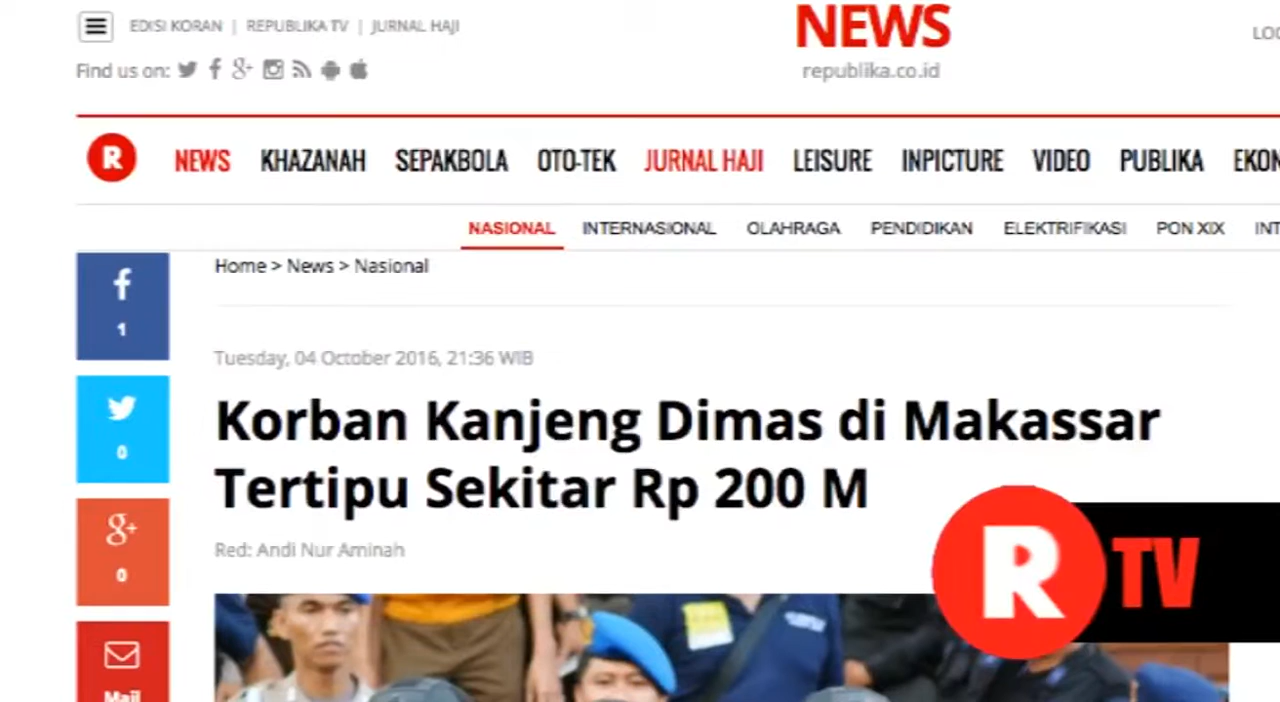 EDISI KORAN | REPUBLIKA TV | JURNAL HAJI
NEWS
republika.co.id
Find us on:
R NEWS KHAZANAH SEPAKBOLA OTO-TEK JURNAL HAJI LEISURE INPICTURE VIDEO PUBLIKA EKON
NASIONAL INTERNASIONAL OLAHRAGA PENDIDIKAN ELEKTRIFIKASI PON XIX INT
Home > News > Nasional
1
Tuesday, 04 October 2016, 21:36 WIB
Korban Kanjeng Dimas di Makassar
Tertipu Sekitar Rp 200 M
0
Red: Andi Nur Aminah
0
R TV
Mail